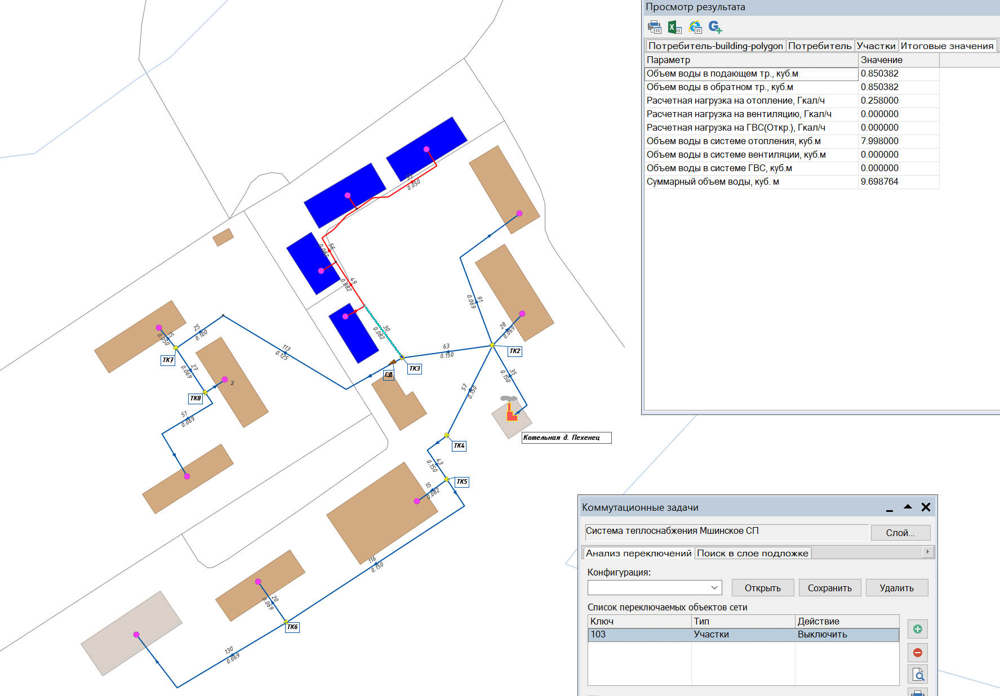 Просмотр результата
Потребитель-building-polygon Потребитель Участки Итоговые значения
Параметр Значение
Объем воды в подающем тр., куб.м 0.850382
Объем воды в обратном тр., куб.м 0.850382
Расчетная нагрузка на отопление, Гкал/ч 0.258000
Расчетная нагрузка на вентиляцию, Гкал/ч 0.000000
Расчетная нагрузка на ГВС(Откр.), Гкал/ч 0.000000
Объем воды в системе отопления, куб.м 7.998000
Объем воды в системе вентиляции, куб.м 0.000000
Объем воды в системе ГВС, куб.м 0.000000
Суммарный объем воды, куб. м 9.698764
0.050
56
0.082
49
0.082
30
0.082
91
0.069
28
0.069
63
0.150
ТК2
ТК3
СД
35
0.150
57
0.150
25
0.100
15
0.050
113
0.125
ТК7
27
0.069
2
ТК8
51
0.069
Котельная д. Пехенец
ТК4
43
0.150
ТК5
15
0.082
116
0.150
20
0.069
ТК6
130
0.069
Коммутационные задачи
Система теплоснабжения Мшинское СП
Слой...
Анализ переключений Поиск в слое подложке
Конфигурация:
Открыть Сохранить Удалить
Список переключаемых объектов сети
Ключ Тип Действие
103 Участки Выключить